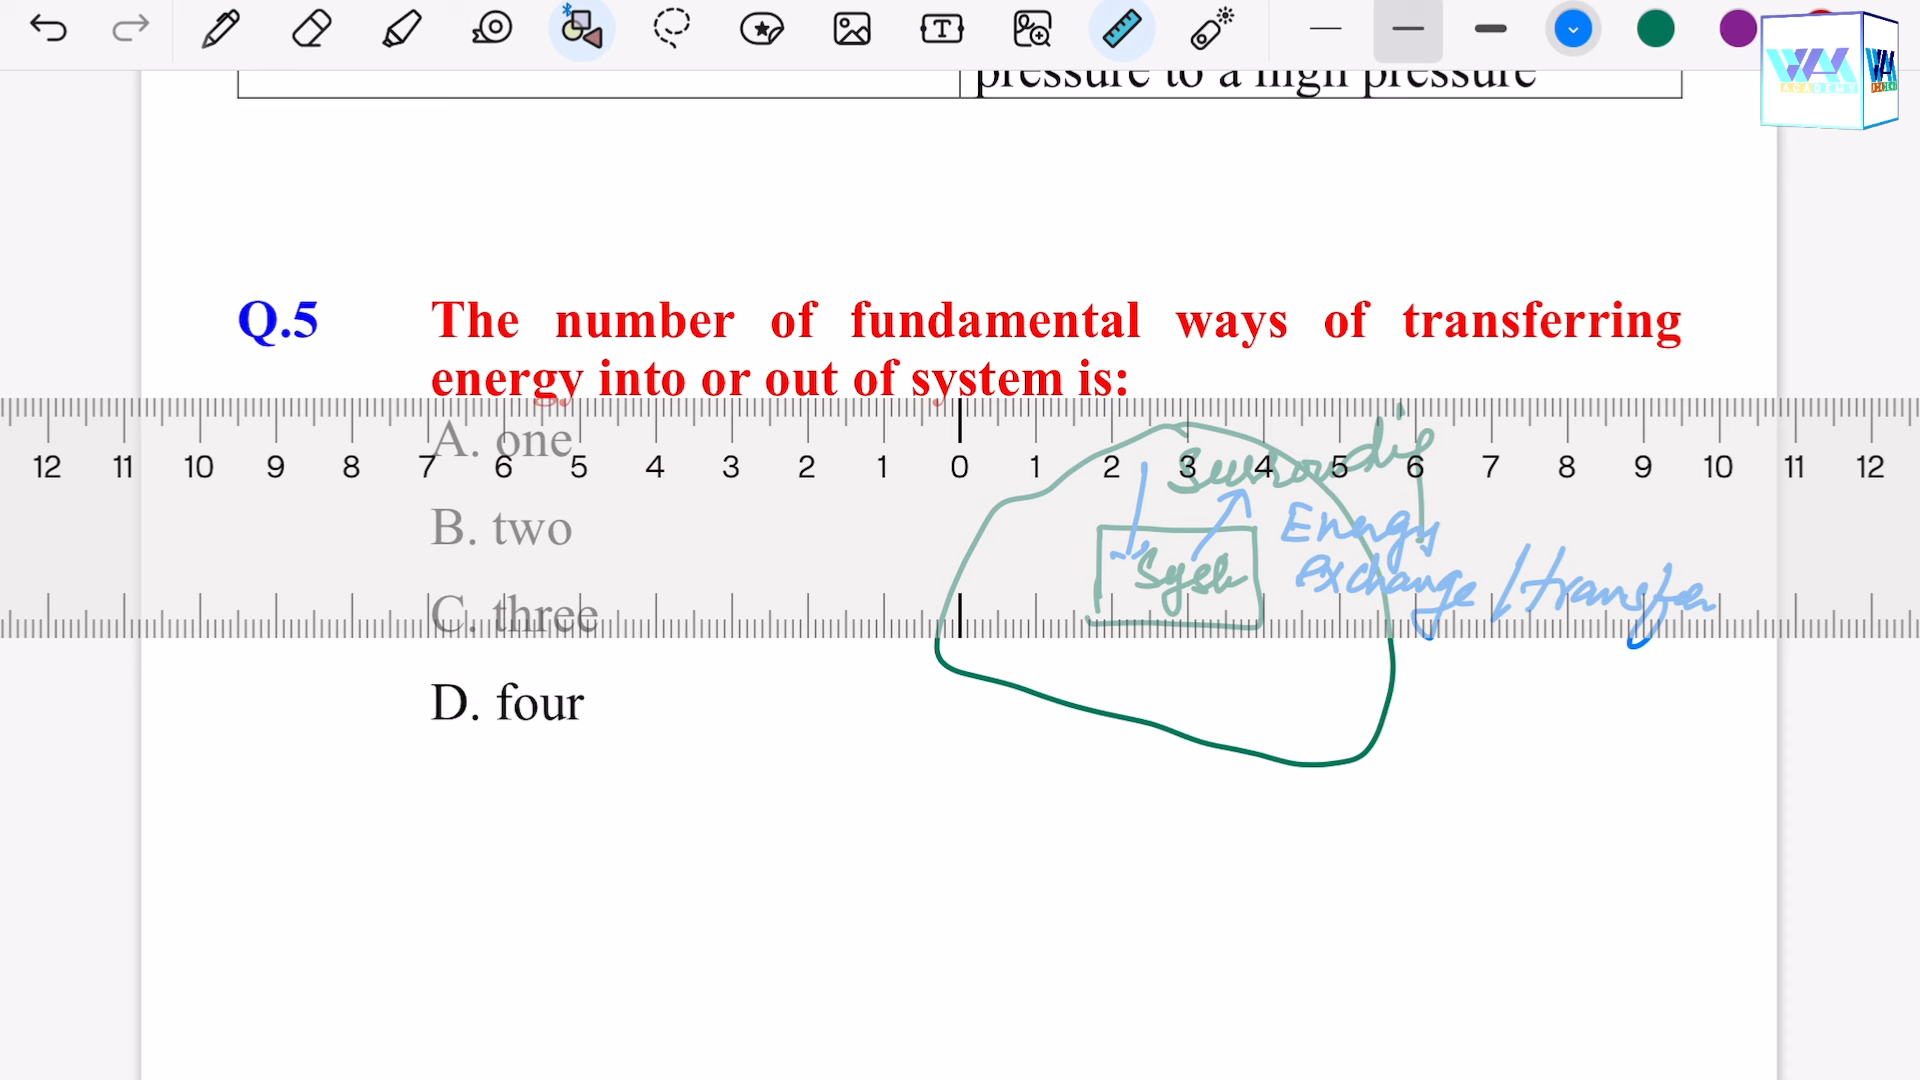 pressure to a high pressure
WAK
ACADEMY
Q.5 The number of fundamental ways of transferring
energy into or out of system is:
A. one
12 11 10 9 8 7 6 5 4 3 2 1 0 1 2 3 4 5 6 7 8 9 10 11 12
B. two
Energy
exchange / transfer
C. three
D. four